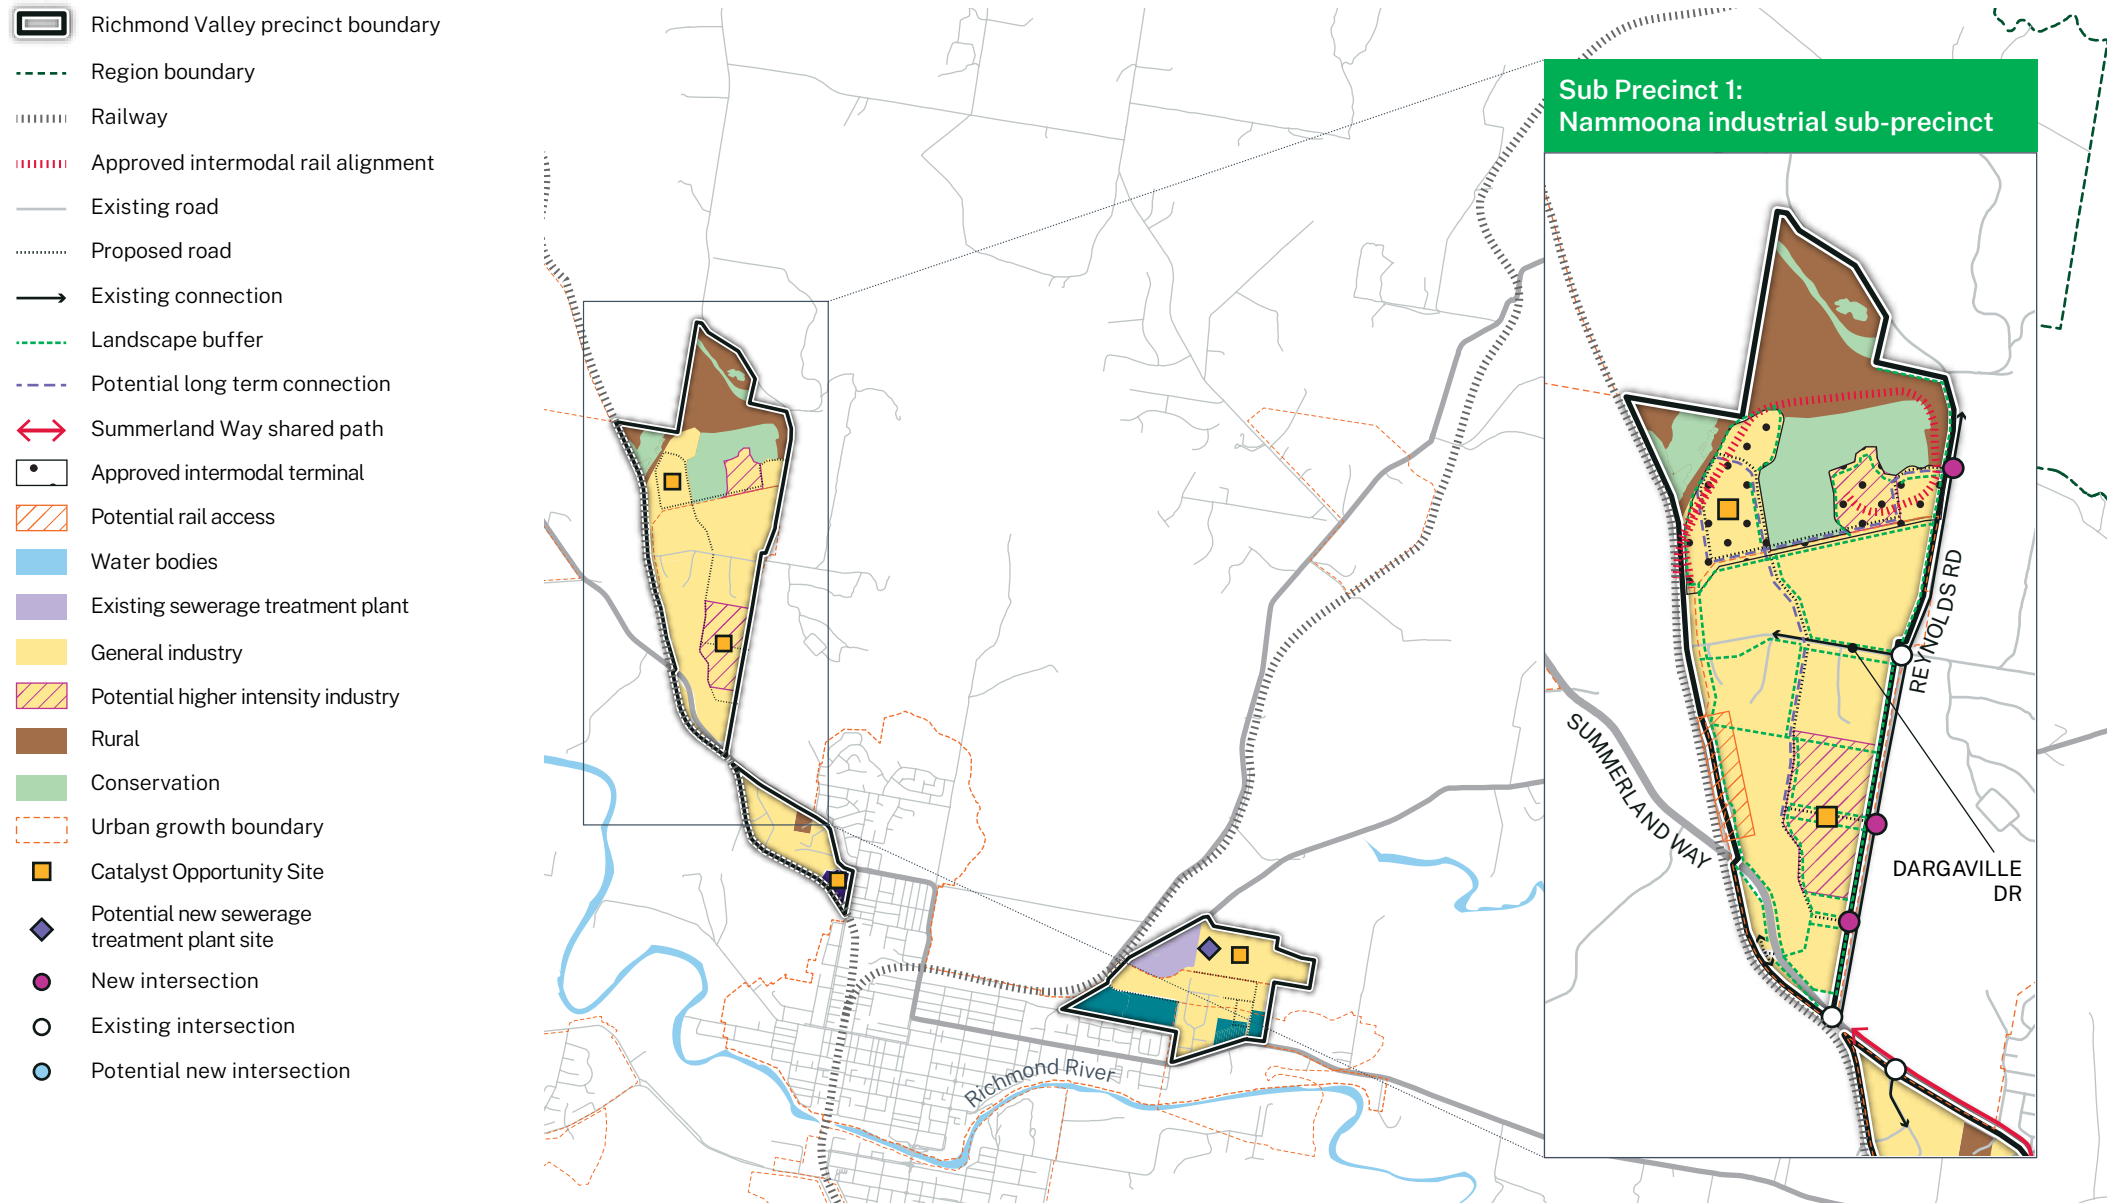 Richmond Valley precinct boundary
Region boundary
Railway
Approved intermodal rail alignment
Existing road
Proposed road
Existing connection
Landscape buffer
Potential long term connection
Summerland Way shared path
Approved intermodal terminal
Potential rail access
Water bodies
Existing sewerage treatment plant
General industry
Potential higher intensity industry
Rural
Conservation
Urban growth boundary
Catalyst Opportunity Site
Potential new sewerage
treatment plant site
New intersection
Existing intersection
Potential new intersection
Richmond River
Sub Precinct 1:
Nammoona industrial sub-precinct
REYNOLDS RD
SUMMERLAND WAY
DARGAVILLE
DR